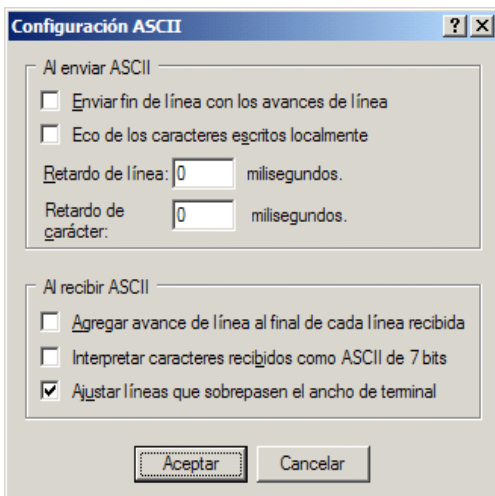 Configuración ASCII
Al enviar ASCII
Enviar fin de línea con los avances de línea
Eco de los caracteres escritos localmente
Retardo de línea: 0 milisegundos.
Retardo de
carácter: 0 milisegundos.
Al recibir ASCII
Agregar avance de línea al final de cada línea recibida
Interpretar caracteres recibidos como ASCII de 7 bits
Ajustar líneas que sobrepasen el ancho de terminal
Aceptar Cancelar